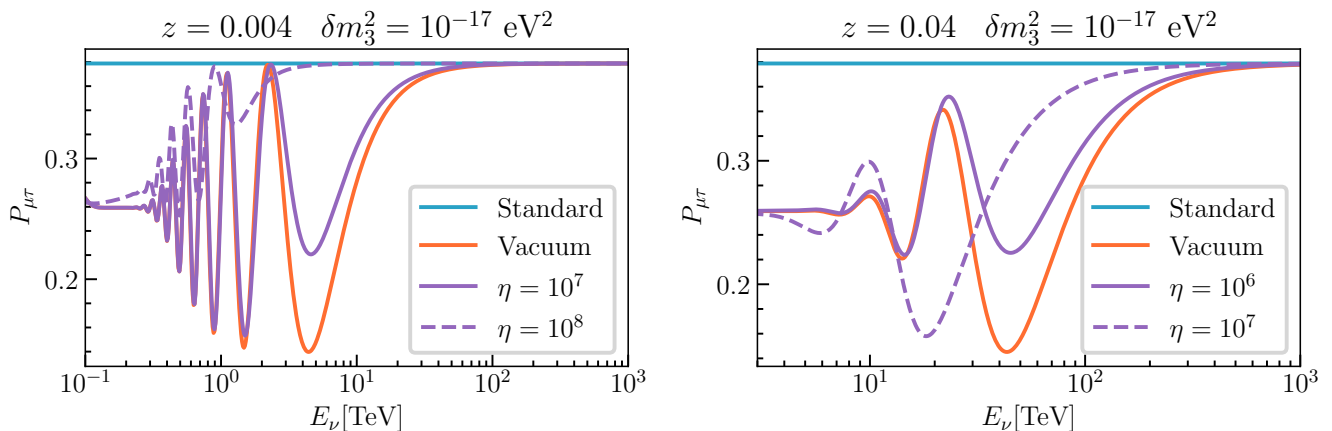 z = 0.004 δm₃² = 10⁻¹⁷ eV²
P_μτ
0.3
0.2
Standard
Vacuum
η = 10⁷
η = 10⁸
10⁻¹ 10⁰ 10¹ 10² 10³
E_ν[TeV]
z = 0.04 δm₃² = 10⁻¹⁷ eV²
P_μτ
0.3
0.2
Standard
Vacuum
η = 10⁶
η = 10⁷
10¹ 10² 10³
E_ν[TeV]